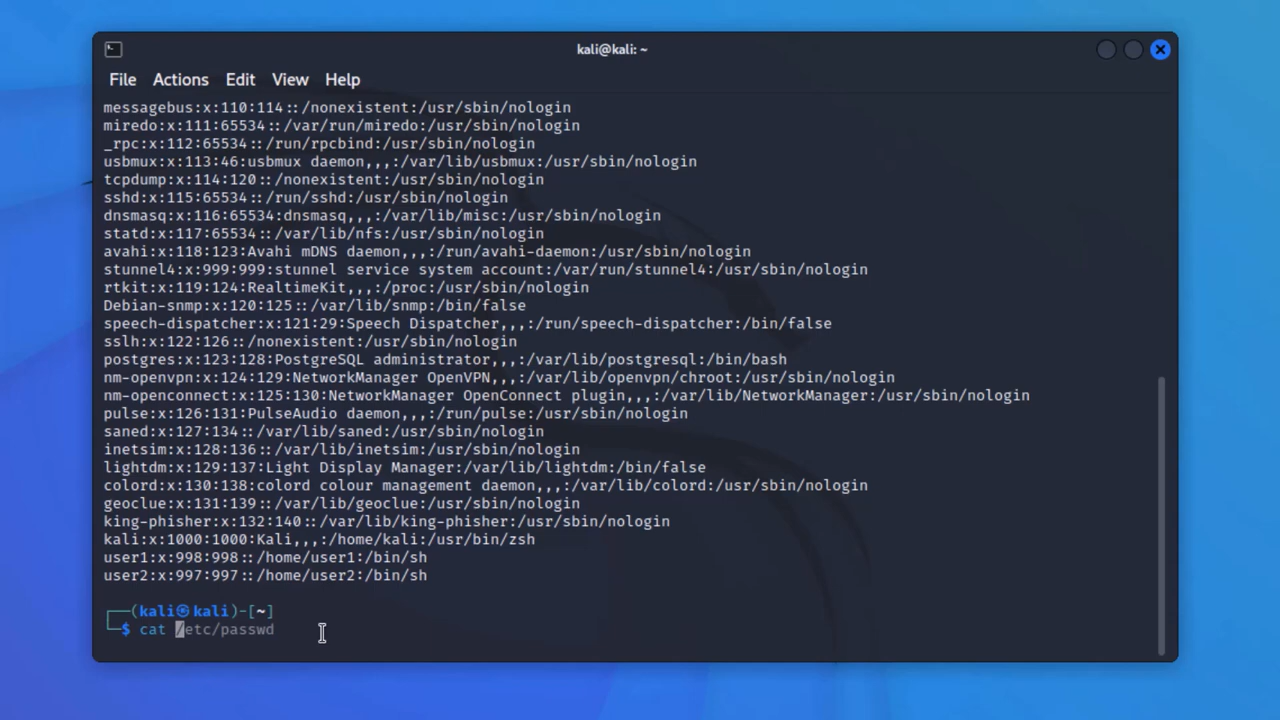 kali@kali: ~
File Actions Edit View Help
messagebus:x:110:114::/nonexistent:/usr/sbin/nologin
miredo:x:111:65534::/var/run/miredo:/usr/sbin/nologin
_rpc:x:112:65534::/run/rpcbind:/usr/sbin/nologin
usbmux:x:113:46:usbmux daemon,,,:/var/lib/usbmux:/usr/sbin/nologin
tcpdump:x:114:120::/nonexistent:/usr/sbin/nologin
sshd:x:115:65534::/run/sshd:/usr/sbin/nologin
dnsmasq:x:116:65534:dnsmasq,,,:/var/lib/misc:/usr/sbin/nologin
statd:x:117:65534::/var/lib/nfs:/usr/sbin/nologin
avahi:x:118:123:Avahi mDNS daemon,,,:/run/avahi-daemon:/usr/sbin/nologin
stunnel4:x:999:999:stunnel service system account:/var/run/stunnel4:/usr/sbin/nologin
rtkit:x:119:124:RealtimeKit,,,:/proc:/usr/sbin/nologin
Debian-snmp:x:120:125::/var/lib/snmp:/bin/false
speech-dispatcher:x:121:29:Speech Dispatcher,,,:/run/speech-dispatcher:/bin/false
sslh:x:122:126::/nonexistent:/usr/sbin/nologin
postgres:x:123:128:PostgreSQL administrator,,,:/var/lib/postgresql:/bin/bash
nm-openvpn:x:124:129:NetworkManager OpenVPN,,,:/var/lib/openvpn/chroot:/usr/sbin/nologin
nm-openconnect:x:125:130:NetworkManager OpenConnect plugin,,,:/var/lib/NetworkManager:/usr/sbin/nologin
pulse:x:126:131:PulseAudio daemon,,,:/run/pulse:/usr/sbin/nologin
saned:x:127:134::/var/lib/saned:/usr/sbin/nologin
inetsim:x:128:136::/var/lib/inetsim:/usr/sbin/nologin
lightdm:x:129:137:Light Display Manager:/var/lib/lightdm:/bin/false
colord:x:130:138:colord colour management daemon,,,:/var/lib/colord:/usr/sbin/nologin
geoclue:x:131:139::/var/lib/geoclue:/usr/sbin/nologin
king-phisher:x:132:140::/var/lib/king-phisher:/usr/sbin/nologin
kali:x:1000:1000:Kali,,,:/home/kali:/usr/bin/zsh
user1:x:998:998::/home/user1:/bin/sh
user2:x:997:997::/home/user2:/bin/sh
┌──(kali㉿kali)-[~]
└─$ cat /etc/passwd